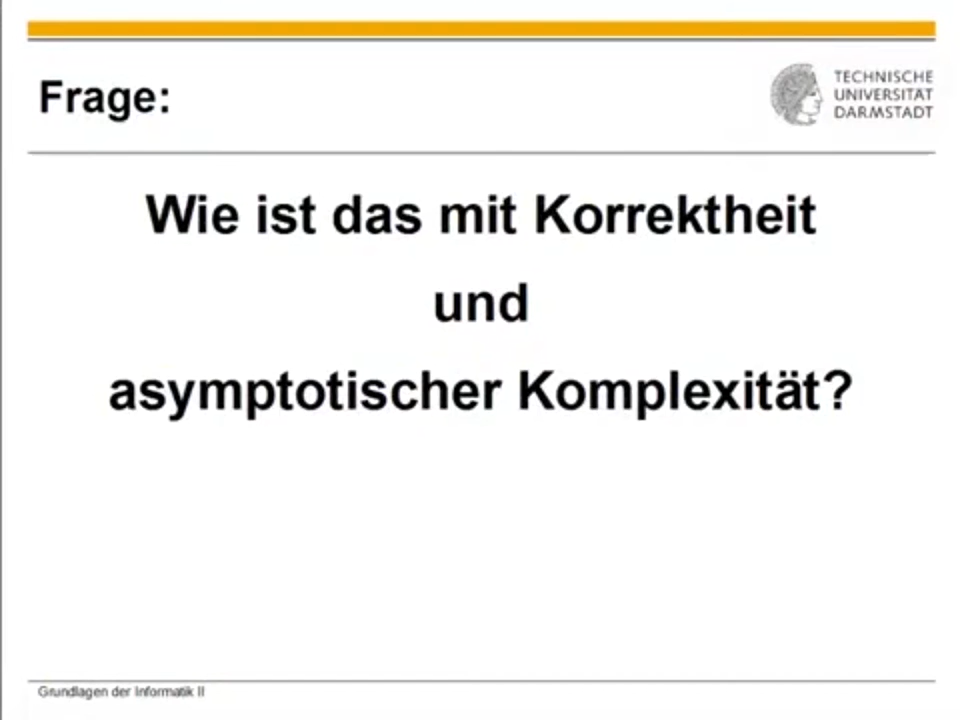 Frage:
TECHNISCHE
UNIVERSITÄT
DARMSTADT
Wie ist das mit Korrektheit
und
asymptotischer Komplexität?
Grundlagen der Informatik II